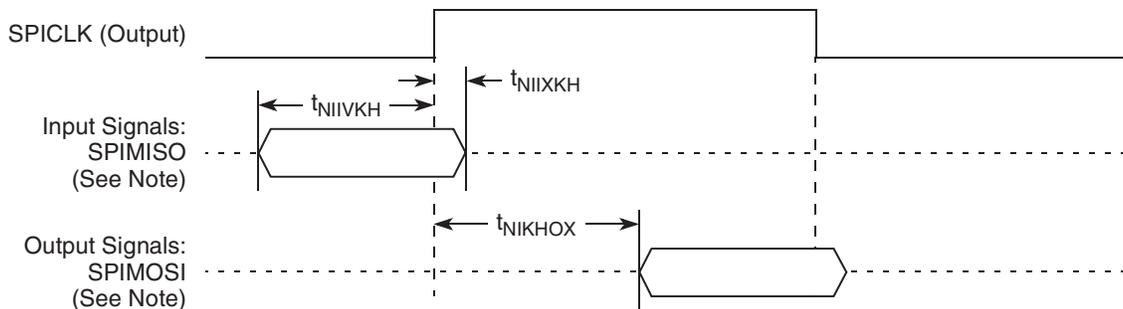 SPICLK (Output)
tNIIXKH
tNIIVKH
Input Signals:
SPIMISO
(See Note)
tNIKHOX
Output Signals:
SPIMOSI
(See Note)